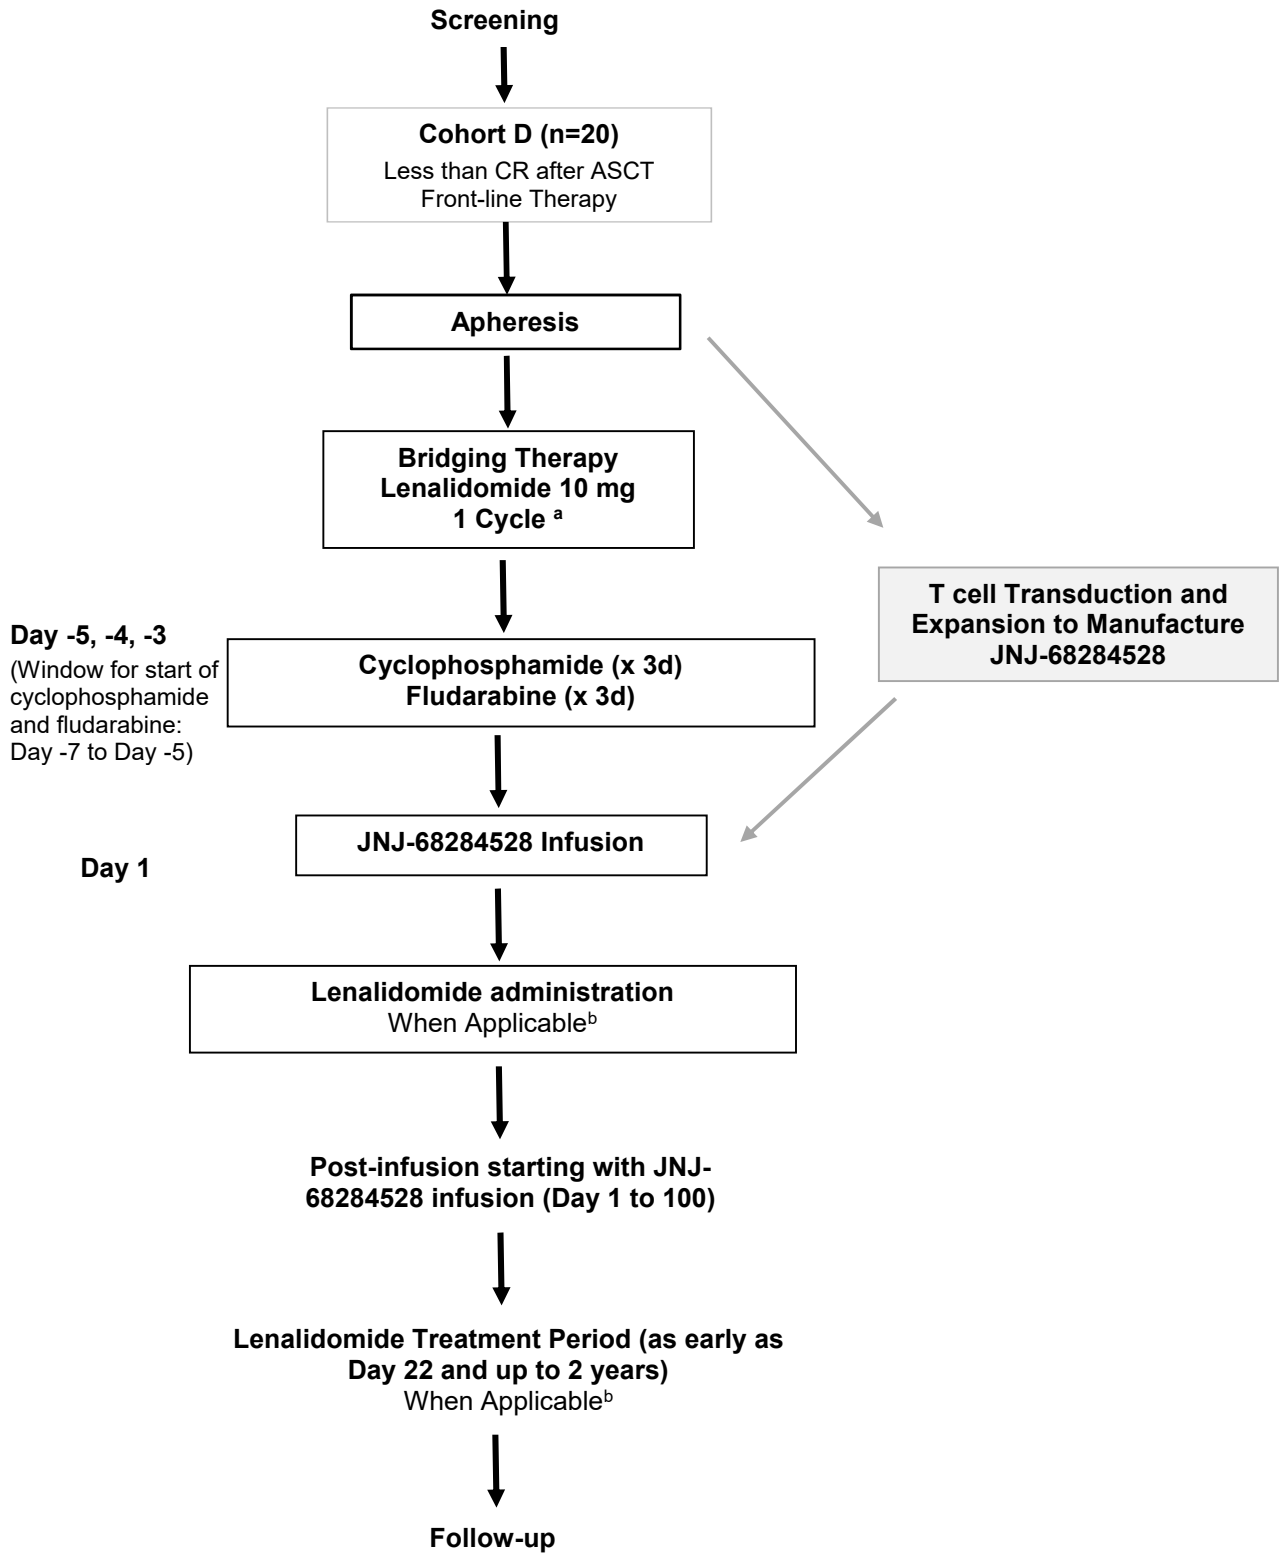 Screening
Cohort D (n=20)
Less than CR after ASCT
Front-line Therapy
Apheresis
Bridging Therapy
Lenalidomide 10 mg
1 Cycle ᵃ
T cell Transduction and
Expansion to Manufacture
JNJ-68284528
Day -5, -4, -3
(Window for start of
cyclophosphamide
and fludarabine:
Day -7 to Day -5)
Cyclophosphamide (x 3d)
Fludarabine (x 3d)
JNJ-68284528 Infusion
Day 1
Lenalidomide administration
When Applicableᵇ
Post-infusion starting with JNJ-
68284528 infusion (Day 1 to 100)
Lenalidomide Treatment Period (as early as
Day 22 and up to 2 years)
When Applicableᵇ
Follow-up